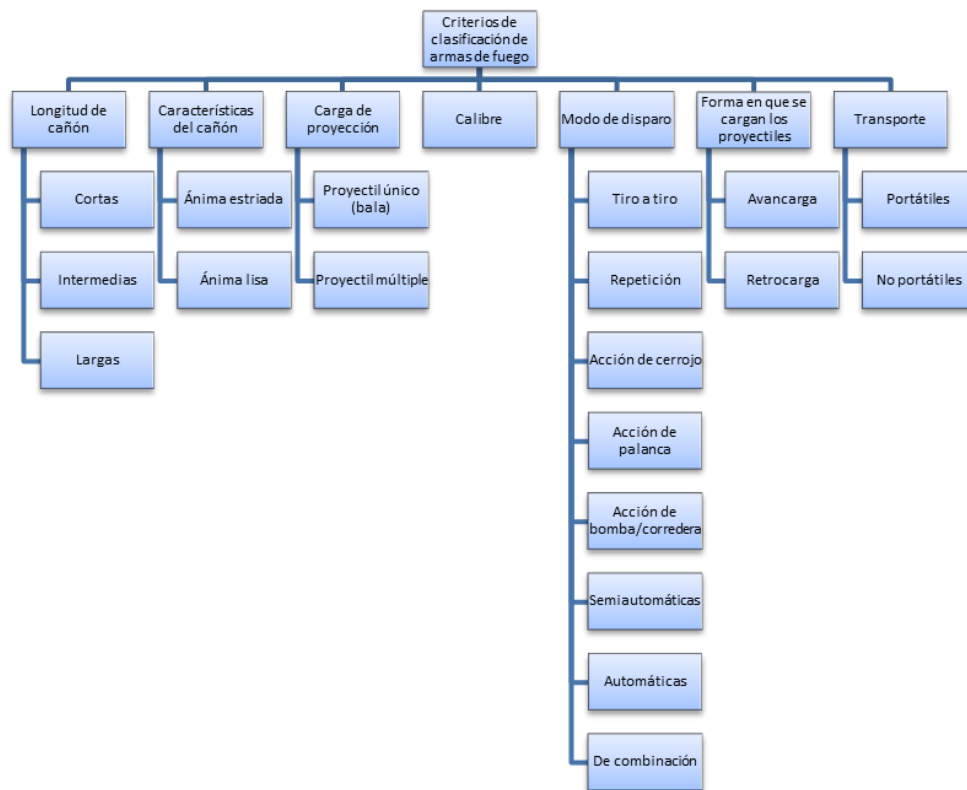 Criterios de
clasificación de
armas de fuego
Longitud de
cañón
Características
del cañón
Carga de
proyección
Calibre
Modo de disparo
Forma en que se
cargan los
proyectiles
Transporte
Cortas
Intermedias
Largas
Ánima estriada
Ánima lisa
Proyectil único
(bala)
Proyectil múltiple
Tiro a tiro
Repetición
Acción de cerrojo
Acción de
palanca
Acción de
bomba/corredera
Semiautomáticas
Automáticas
De combinación
Avancarga
Retrocarga
Portátiles
No portátiles